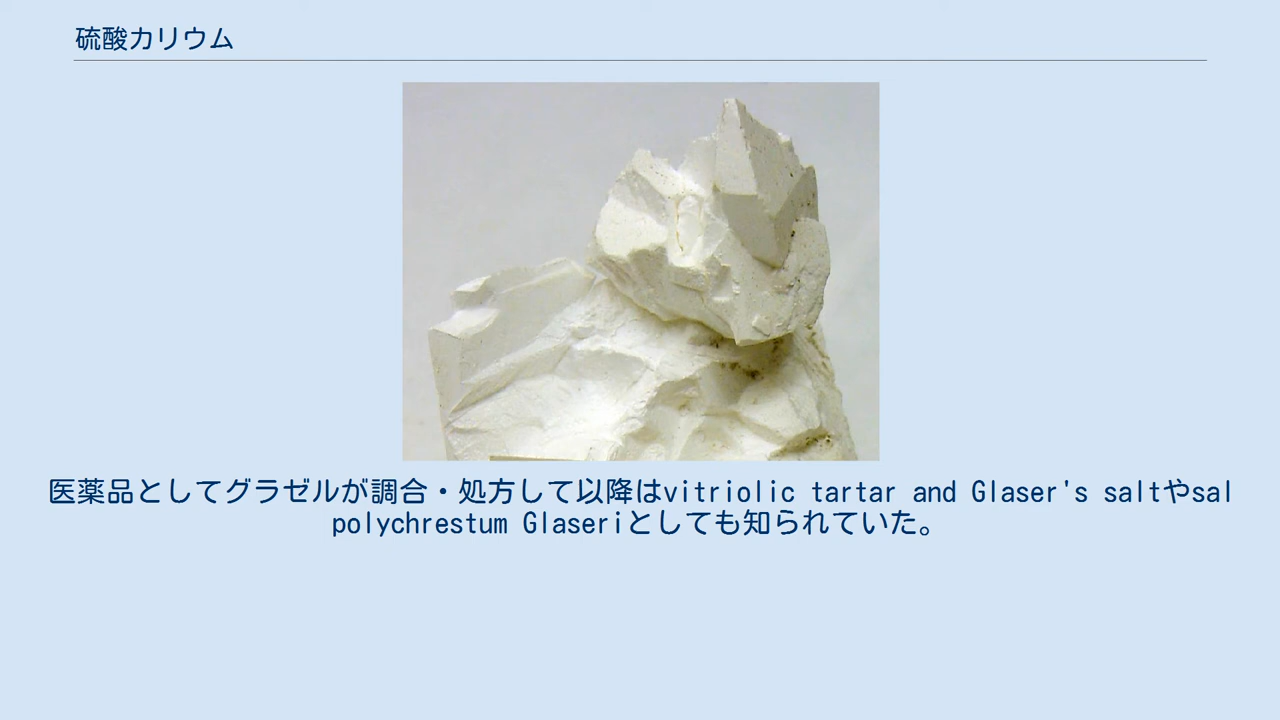 硫酸カリウム
医薬品としてグラゼルが調合・処方して以降はvitriolic tartar and Glaser's saltやsal
polychrestum Glaseriとしても知られていた。